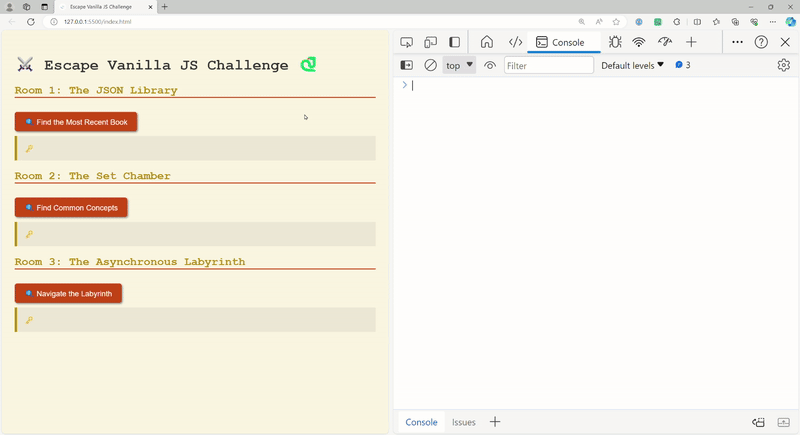 Escape Vanilla JS Challenge
127.0.0.1:5500/index.html
Escape Vanilla JS Challenge
Room 1: The JSON Library
Find the Most Recent Book
Room 2: The Set Chamber
Find Common Concepts
Room 3: The Asynchronous Labyrinth
Navigate the Labyrinth
Console
top
Filter
Default levels
3
Console
Issues